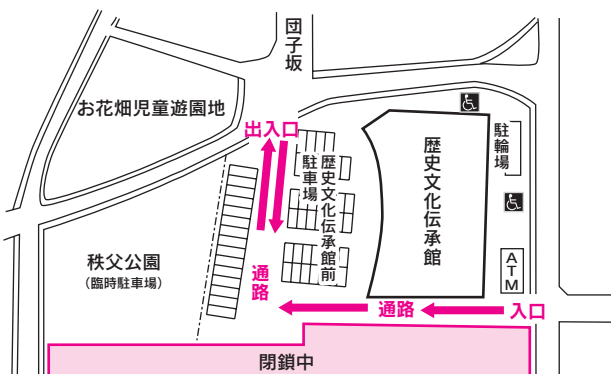 団子坂
お花畑児童遊園地
出入口
歴史文化伝承館前
駐車場
歴史文化伝承館
駐輪場
秩父公園
(臨時駐車場)
通路
ATM
通路
入口
閉鎖中